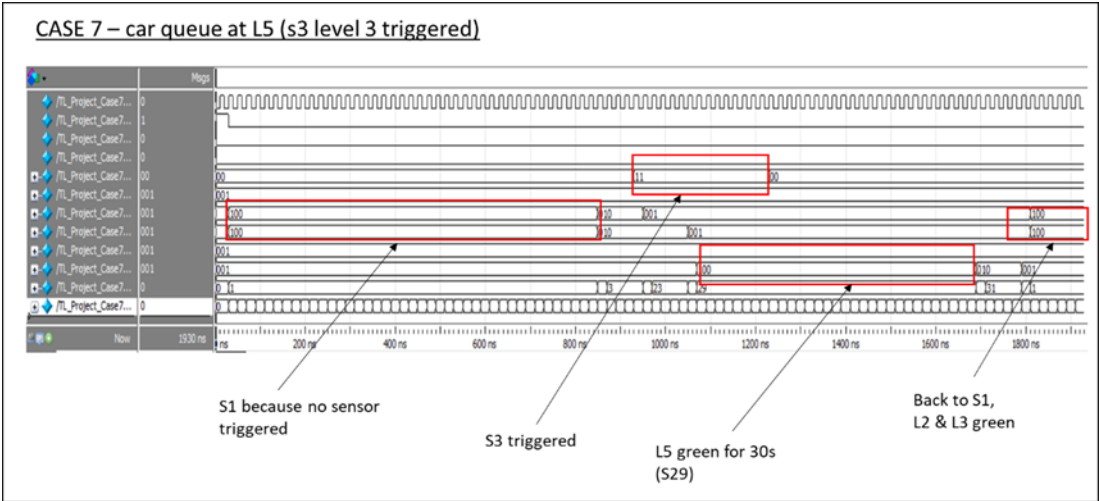 CASE 7 – car queue at L5 (s3 level 3 triggered)
Msgs
/TL_Project_Case7... 0
/TL_Project_Case7... 1
/TL_Project_Case7... 0
/TL_Project_Case7... 0
/TL_Project_Case7... 00 00 11 00
/TL_Project_Case7... 001 001
/TL_Project_Case7... 001 100 010 001 100
/TL_Project_Case7... 001 100 010 001 100
/TL_Project_Case7... 001 001
/TL_Project_Case7... 001 001 100 010 001
/TL_Project_Case7... 0 0 1 3 23 29 31 1
/TL_Project_Case7... 0 0
Now 1930 ns ns 200 ns 400 ns 600 ns 800 ns 1000 ns 1200 ns 1400 ns 1600 ns 1800 ns
S1 because no sensor
triggered
S3 triggered
L5 green for 30s
(S29)
Back to S1,
L2 & L3 green